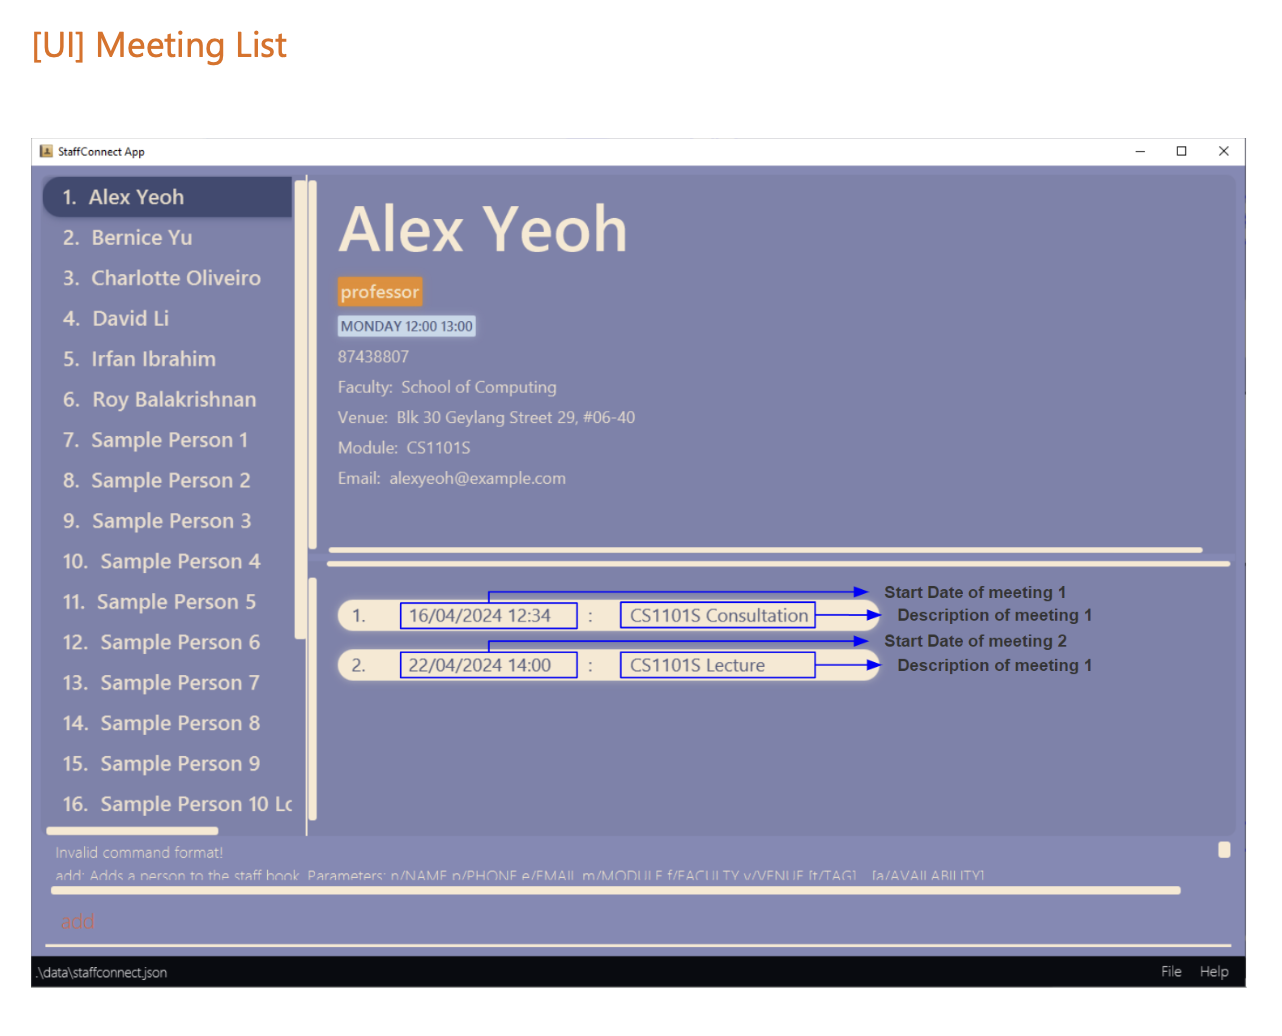 [UI] Meeting List
StaffConnect App
1. Alex Yeoh
2. Bernice Yu
3. Charlotte Oliveiro
4. David Li
5. Irfan Ibrahim
6. Roy Balakrishnan
7. Sample Person 1
8. Sample Person 2
9. Sample Person 3
10. Sample Person 4
11. Sample Person 5
12. Sample Person 6
13. Sample Person 7
14. Sample Person 8
15. Sample Person 9
16. Sample Person 10 Lc
Alex Yeoh
professor
MONDAY 12:00 13:00
87438807
Faculty: School of Computing
Venue: Blk 30 Geylang Street 29, #06-40
Module: CS1101S
Email: alexyeoh@example.com
Start Date of meeting 1
1. 16/04/2024 12:34 : CS1101S Consultation Description of meeting 1
Start Date of meeting 2
2. 22/04/2024 14:00 : CS1101S Lecture Description of meeting 1
Invalid command format!
add: Adds a person to the staff book. Parameters: n/NAME p/PHONE e/EMAIL m/MODULE f/FACULTY v/VENUE [t/TAG]... [a/AVAILABILITY]
add
.\data\staffconnect.json
File Help